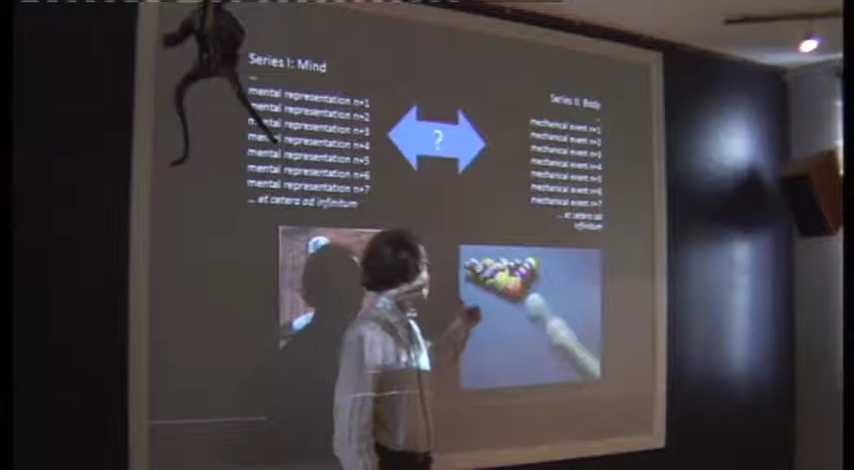 Series I: Mind
...
mental representation n+1
mental representation n+2
mental representation n+3
mental representation n+4
mental representation n+5
mental representation n+6
mental representation n+7
... et cetera ad infinitum
?
Series II: Body
...
mechanical event n+1
mechanical event n+2
mechanical event n+3
mechanical event n+4
mechanical event n+5
mechanical event n+6
mechanical event n+7
... et cetera ad
infinitum